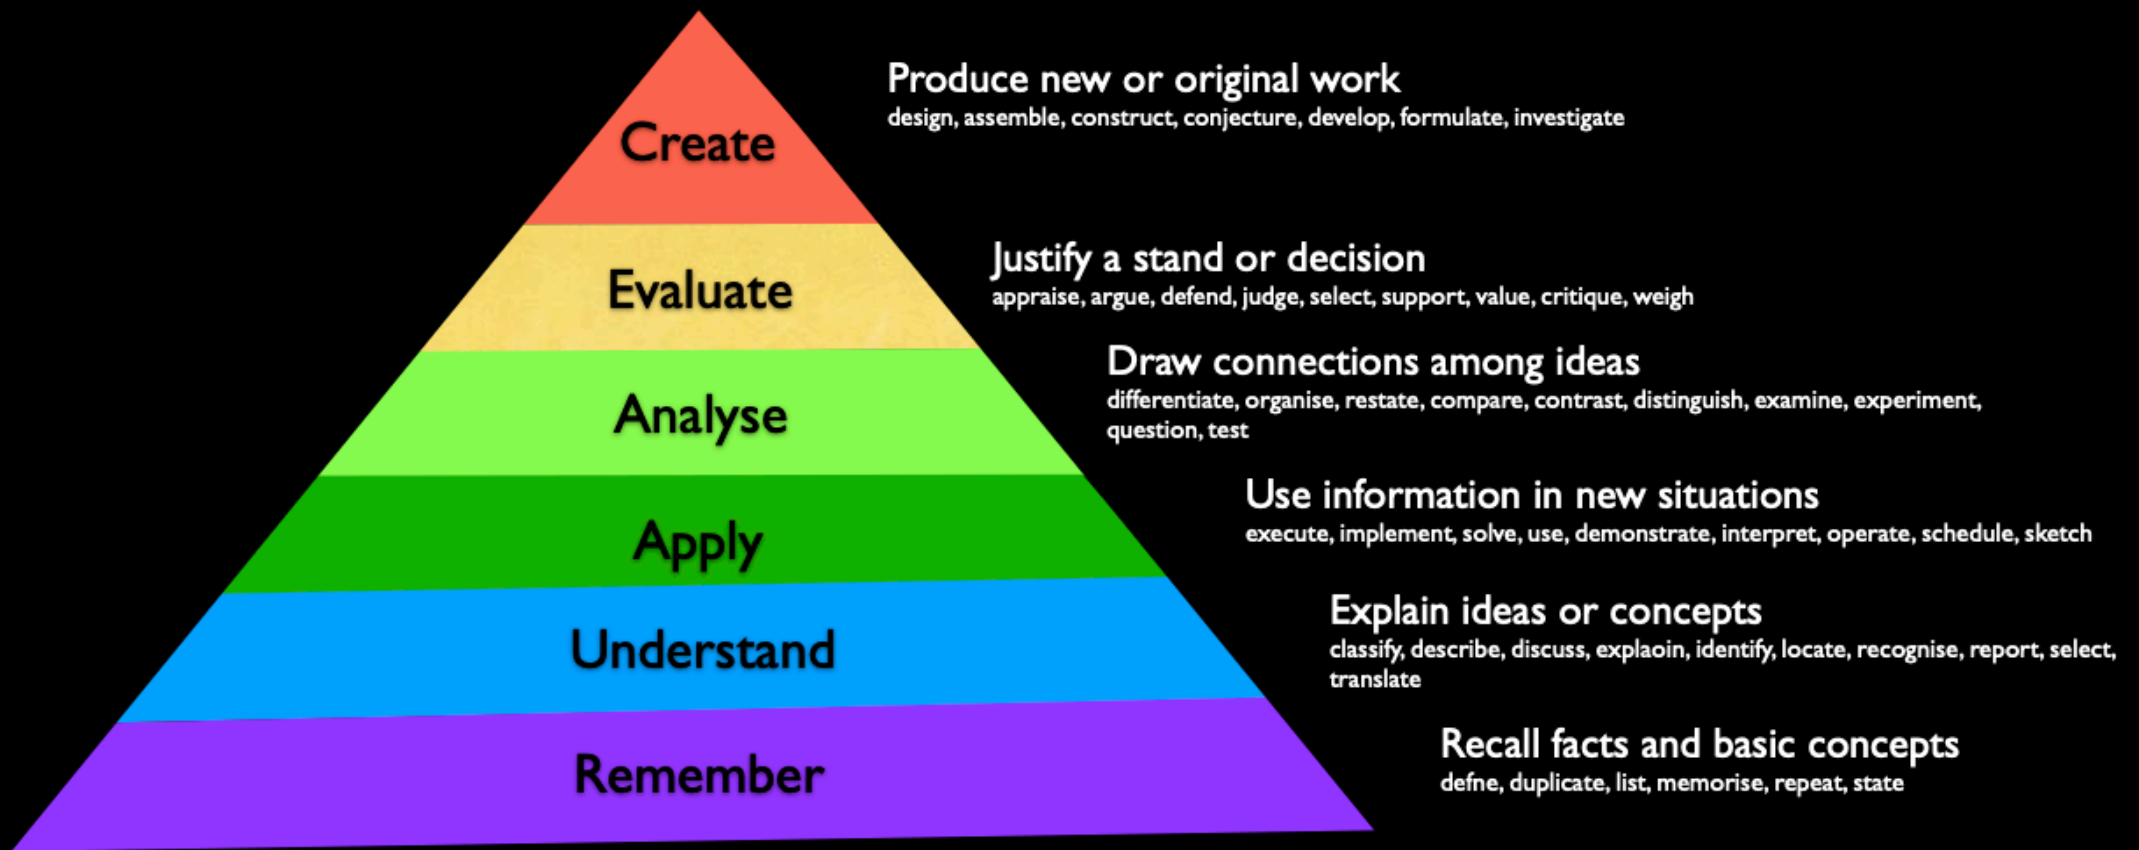 Create
Produce new or original work
design, assemble, construct, conjecture, develop, formulate, investigate
Evaluate
Justify a stand or decision
appraise, argue, defend, judge, select, support, value, critique, weigh
Analyse
Draw connections among ideas
differentiate, organise, restate, compare, contrast, distinguish, examine, experiment,
question, test
Apply
Use information in new situations
execute, implement, solve, use, demonstrate, interpret, operate, schedule, sketch
Understand
Explain ideas or concepts
classify, describe, discuss, explaoin, identify, locate, recognise, report, select,
translate
Remember
Recall facts and basic concepts
defne, duplicate, list, memorise, repeat, state